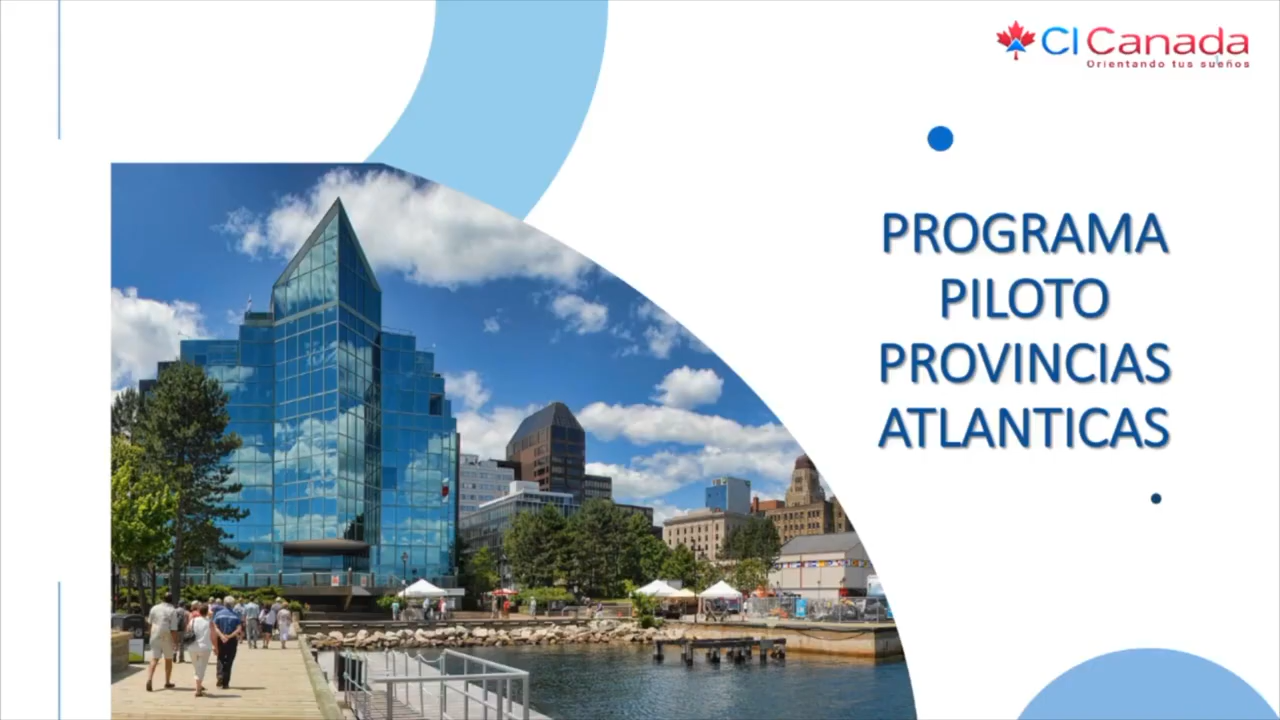 CI Canada
Orientando tus sueños
PROGRAMA
PILOTO
PROVINCIAS
ATLANTICAS